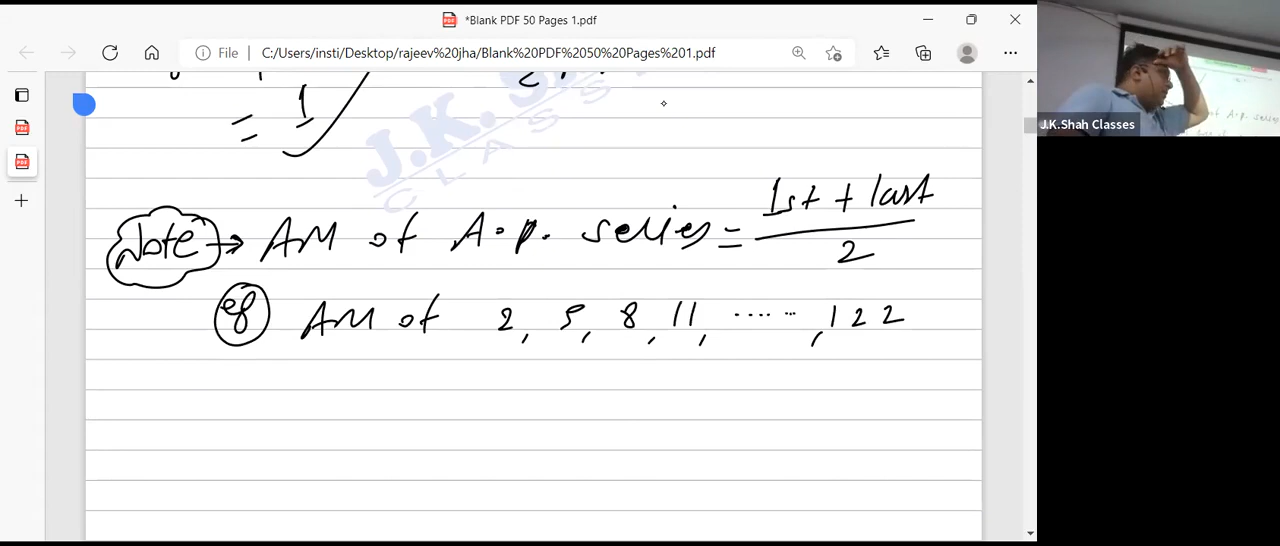 *Blank PDF 50 Pages 1.pdf
File C:/Users/insti/Desktop/rajeev%20jha/Blank%20PDF%2050%20Pages%201.pdf
J.K.Shah Classes
= 1
J.K. S
CLASS
Note → AM of A.P. series = 1st + last / 2
eg AM of 2, 5, 8, 11, ......, 122